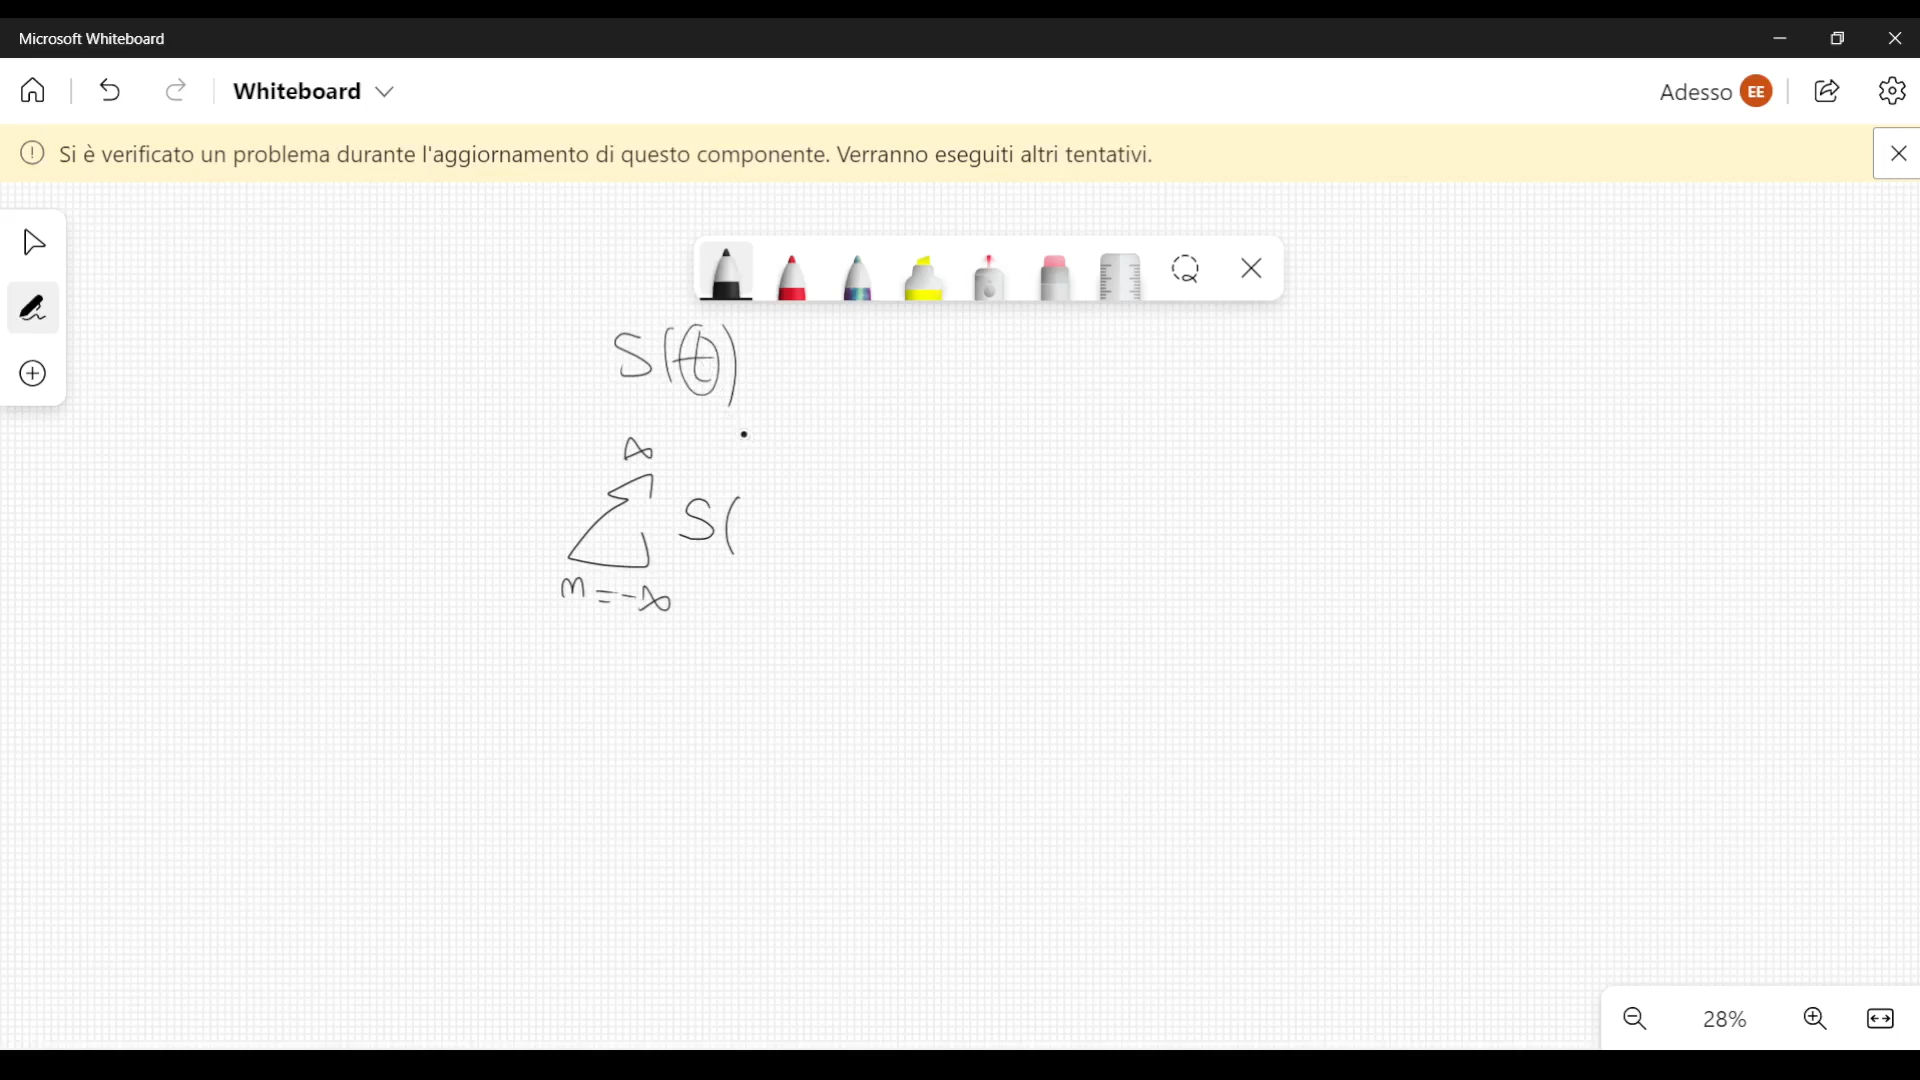 Microsoft Whiteboard
Whiteboard
Adesso EE
Si è verificato un problema durante l'aggiornamento di questo componente. Verranno eseguiti altri tentativi.
S(t)
∞
Σ S(
m = -∞
28%